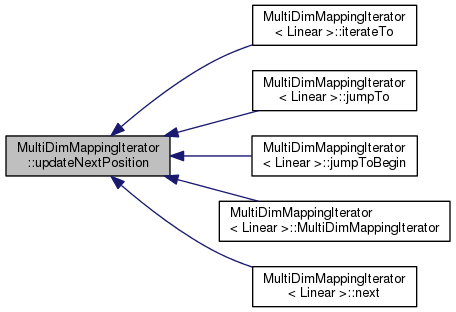 MultiDimMappingIterator
::updateNextPosition
MultiDimMappingIterator
< Linear >::iterateTo
MultiDimMappingIterator
< Linear >::jumpTo
MultiDimMappingIterator
< Linear >::jumpToBegin
MultiDimMappingIterator
< Linear >::MultiDimMappingIterator
MultiDimMappingIterator
< Linear >::next